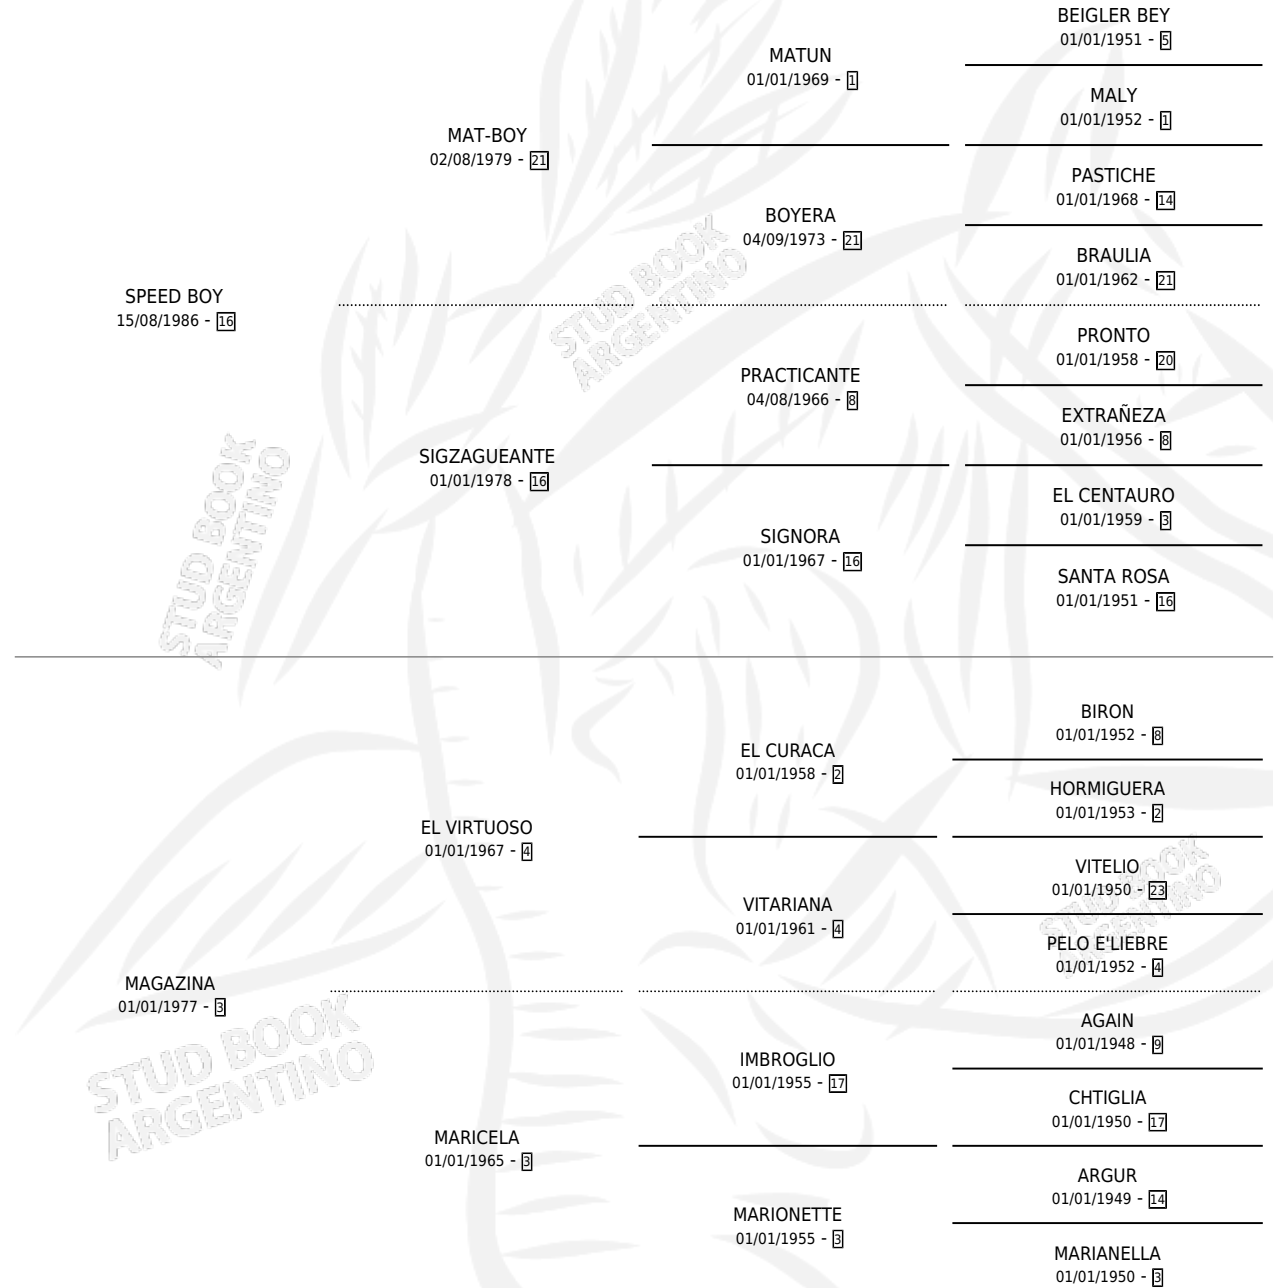 BEIGLER BEY
01/01/1951 - 5
MATUN
01/01/1969 - 1
MALY
01/01/1952 - 1
MAT-BOY
02/08/1979 - 21
PASTICHE
01/01/1968 - 14
BOYERA
04/09/1973 - 21
BRAULIA
01/01/1962 - 21
SPEED BOY
15/08/1986 - 16
STUD BOOK
ARGENTINO
PRONTO
01/01/1958 - 20
PRACTICANTE
04/08/1966 - 8
EXTRAÑEZA
01/01/1956 - 8
SIGZAGUEANTE
01/01/1978 - 16
EL CENTAURO
01/01/1959 - 3
SIGNORA
01/01/1967 - 16
SANTA ROSA
01/01/1951 - 16
STUD BOOK
ARGENTINO
BIRON
01/01/1952 - 8
EL CURACA
01/01/1958 - 2
HORMIGUERA
01/01/1953 - 2
EL VIRTUOSO
01/01/1967 - 4
VITELIO
01/01/1950 - 23
VITARIANA
01/01/1961 - 4
PELO E'LIEBRE
01/01/1952 - 4
STUD BOOK
ARGENTINO
MAGAZINA
01/01/1977 - 3
AGAIN
01/01/1948 - 9
IMBROGLIO
01/01/1955 - 17
CHTIGLIA
01/01/1950 - 17
STUD BOOK
ARGENTINO
MARICELA
01/01/1965 - 3
ARGUR
01/01/1949 - 14
MARIONETTE
01/01/1955 - 3
MARIANELLA
01/01/1950 - 3